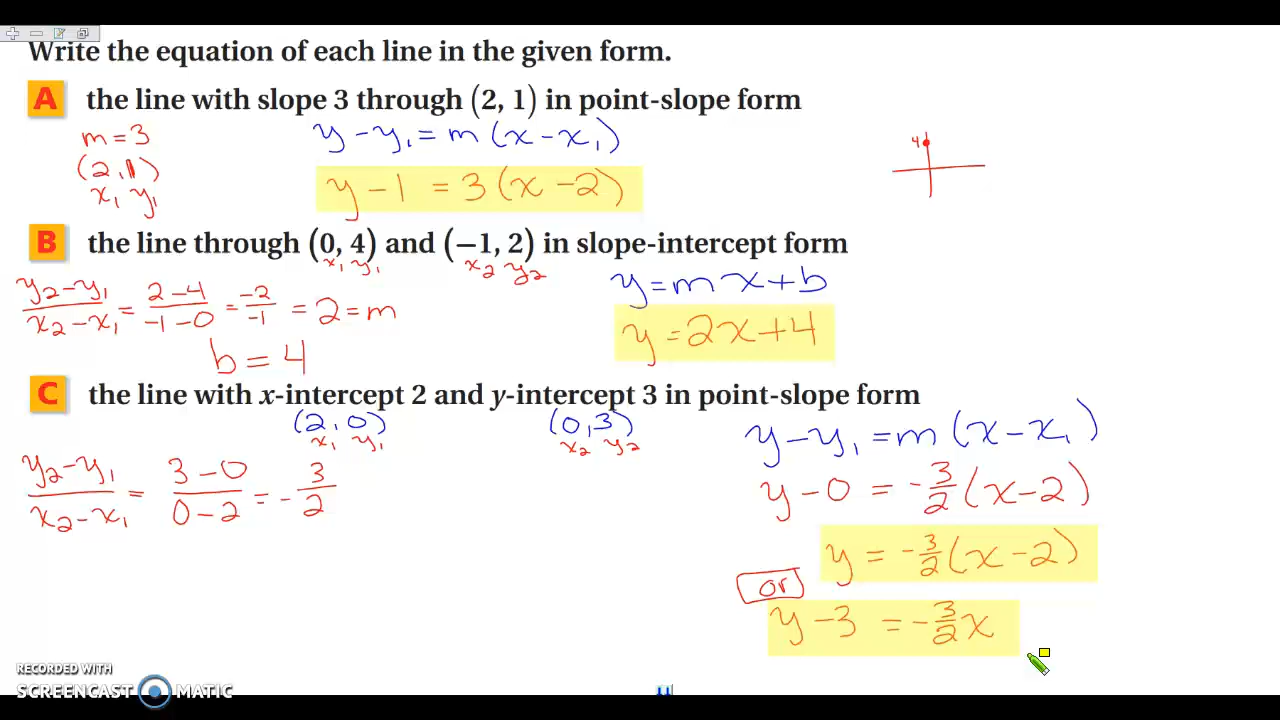 Write the equation of each line in the given form.
A the line with slope 3 through (2, 1) in point-slope form
m = 3
(2, 1)
x₁ y₁
y - y₁ = m (x - x₁)
y - 1 = 3 (x - 2)
4
B the line through (0, 4) and (−1, 2) in slope-intercept form
x₁ y₁ x₂ y₂
y₂ - y₁ / x₂ - x₁ = 2 - 4 / -1 - 0 = -2 / -1 = 2 = m
b = 4
y = m x + b
y = 2x + 4
C the line with x-intercept 2 and y-intercept 3 in point-slope form
(2, 0) (0, 3)
x₁ y₁ x₂ y₂
y₂ - y₁ / x₂ - x₁ = 3 - 0 / 0 - 2 = - 3 / 2
y - y₁ = m (x - x₁)
y - 0 = - 3/2 (x - 2)
y = - 3/2 (x - 2)
or
y - 3 = - 3/2 x
RECORDED WITH
SCREENCAST MATIC